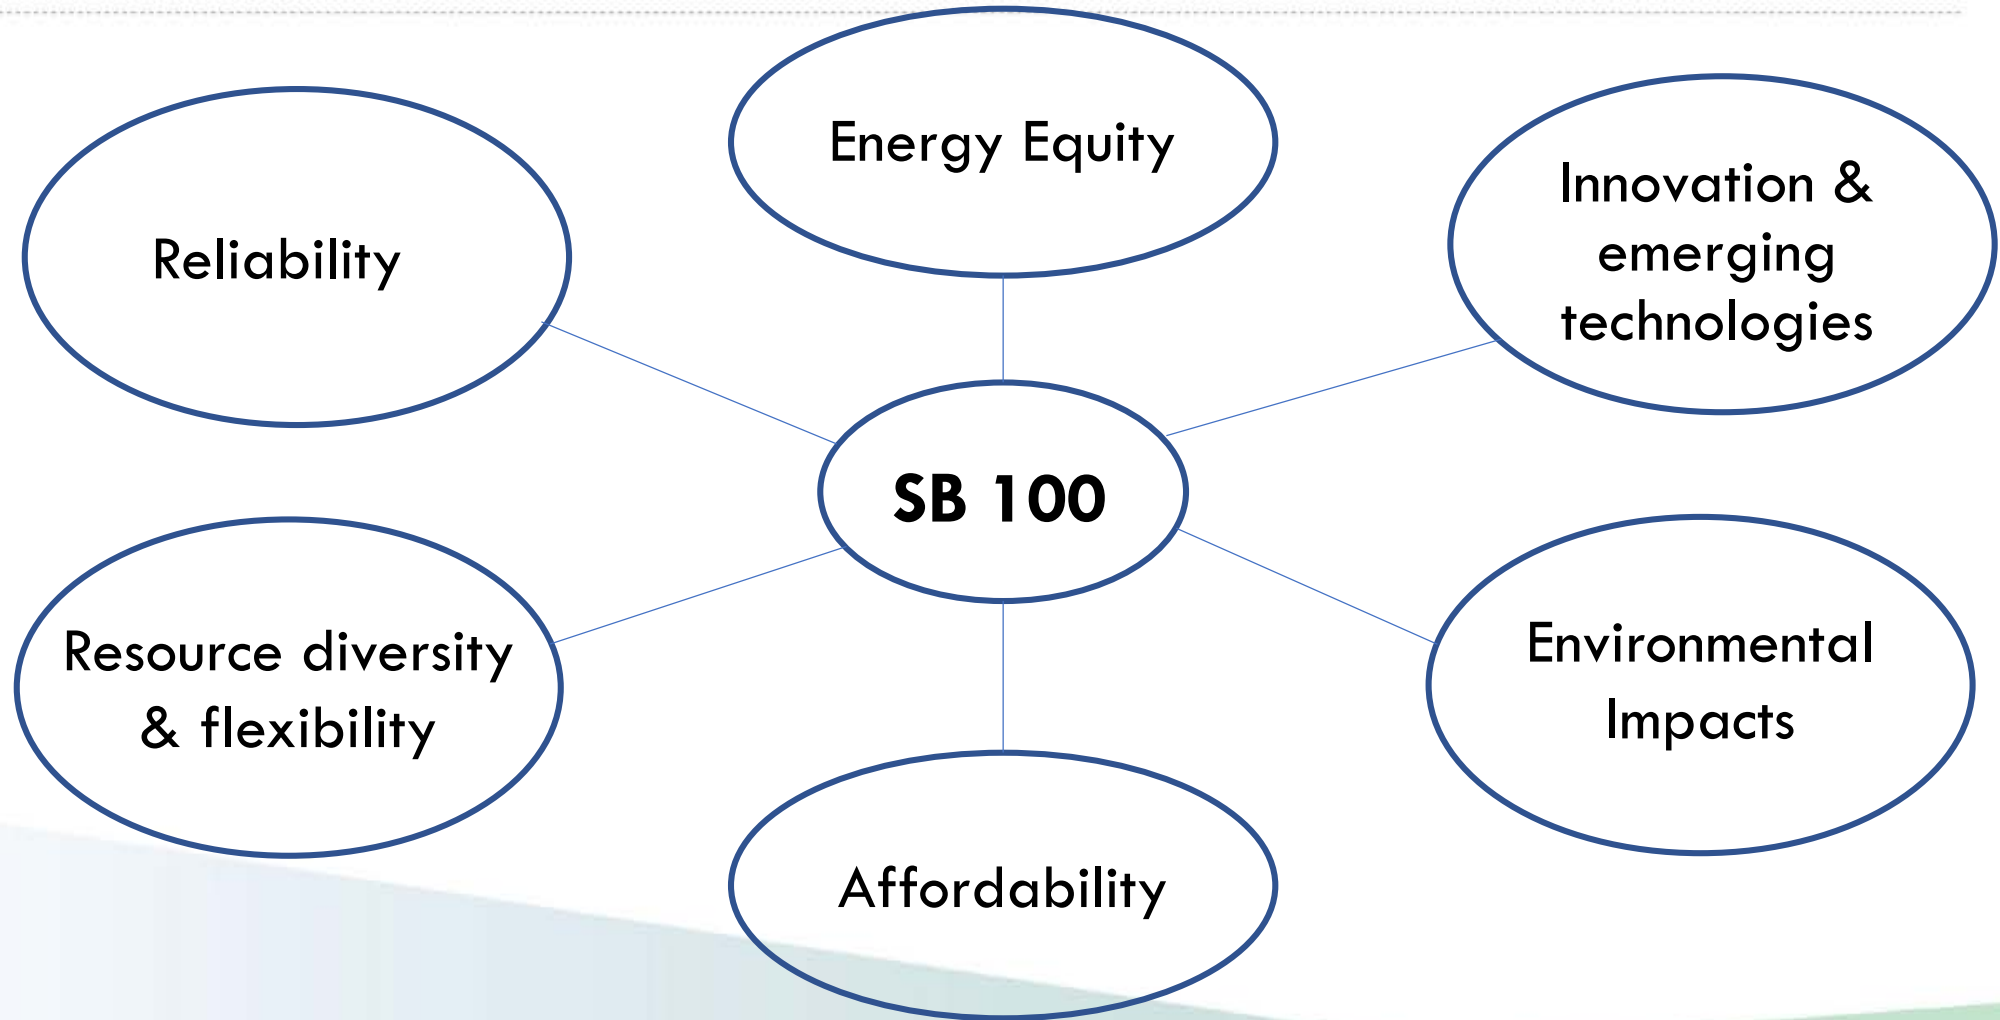 Energy Equity
Reliability
Innovation &
emerging
technologies
SB 100
Resource diversity
& flexibility
Environmental
Impacts
Affordability